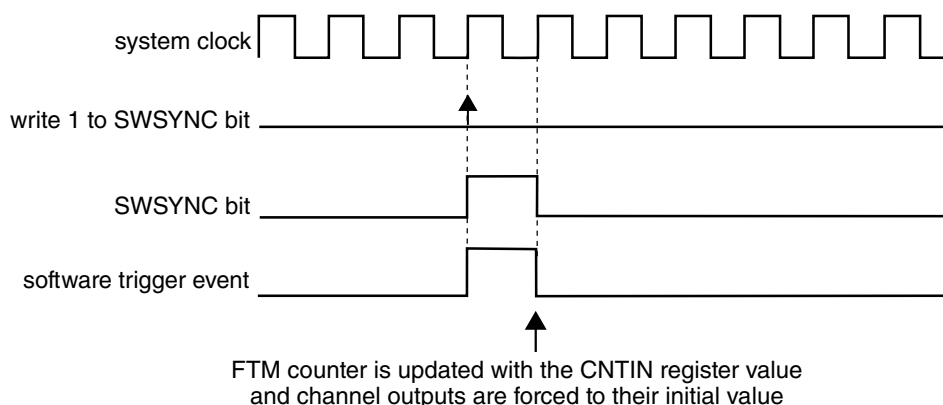 system clock
write 1 to SWSYNC bit
SWSYNC bit
software trigger event
FTM counter is updated with the CNTIN register value
and channel outputs are forced to their initial value